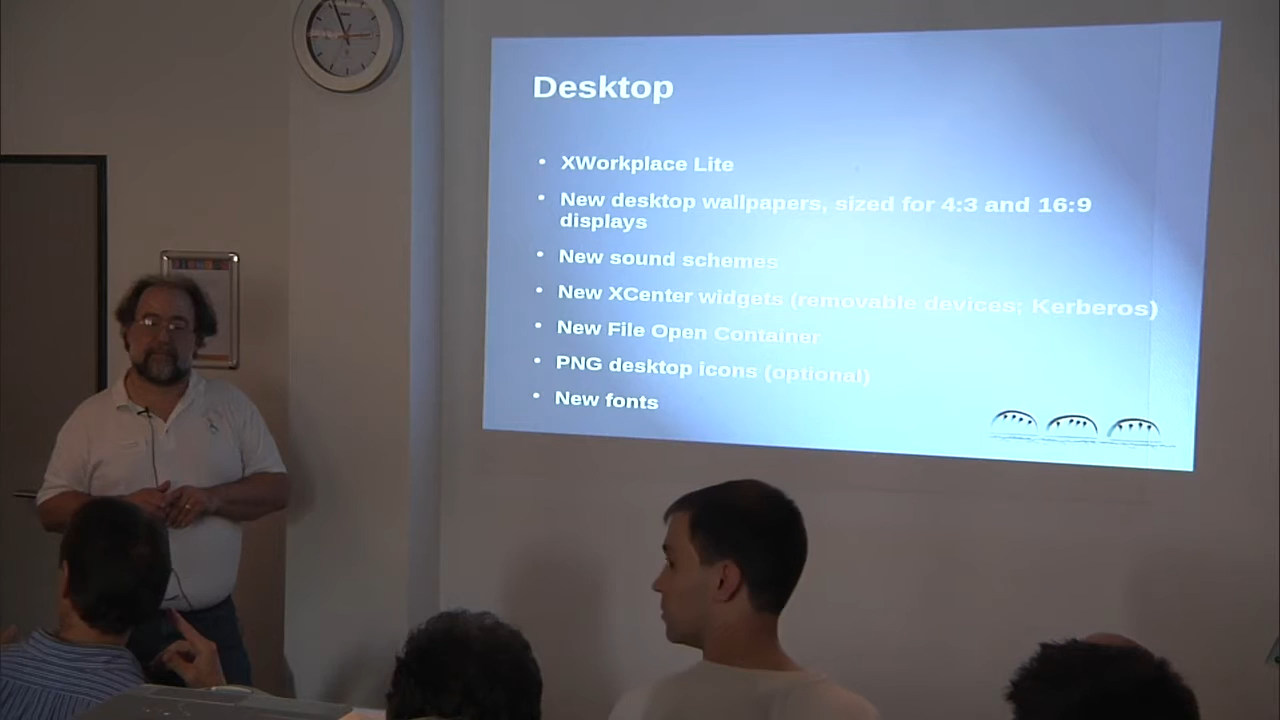 Desktop
• XWorkplace Lite
• New desktop wallpapers, sized for 4:3 and 16:9
displays
• New sound schemes
• New XCenter widgets (removable devices; Kerberos)
• New File Open Container
• PNG desktop icons (optional)
• New fonts